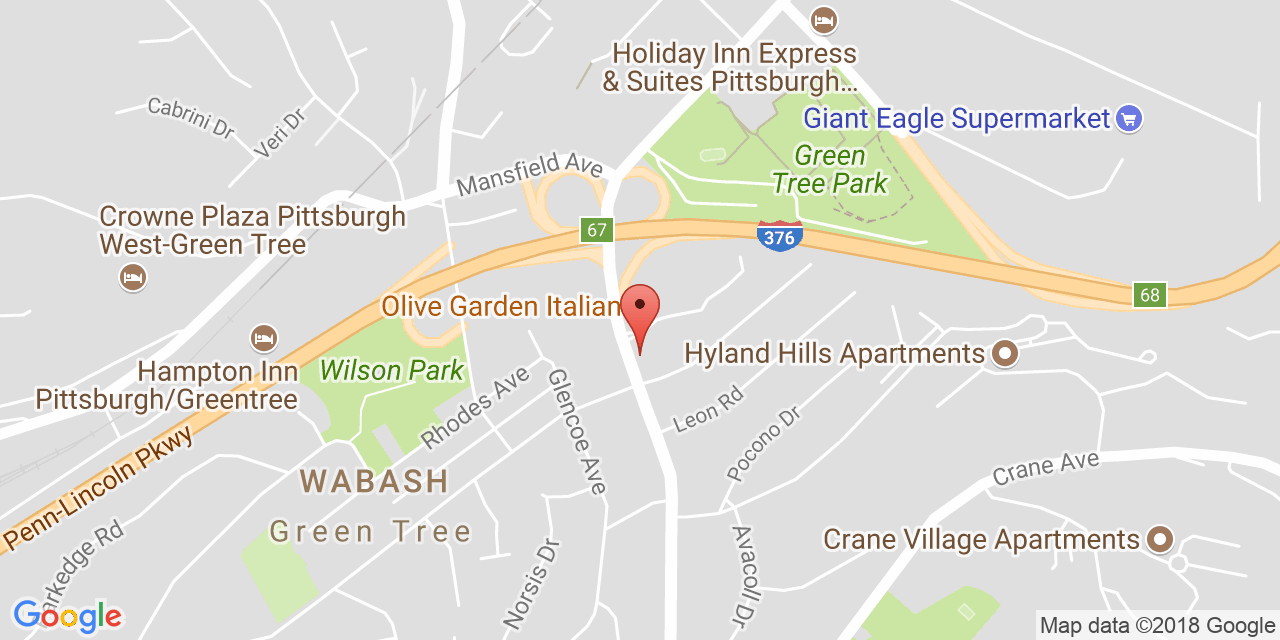 Holiday Inn Express
& Suites Pittsburgh...
Cabrini Dr
Veri Dr
Giant Eagle Supermarket
Mansfield Ave
Green
Tree Park
Crowne Plaza Pittsburgh
West-Green Tree
67
376
68
Olive Garden Italian
Hampton Inn
Pittsburgh/Greentree
Wilson Park
Hyland Hills Apartments
Rhodes Ave
Glencoe Ave
Leon Rd
Pocono Dr
Penn-Lincoln Pkwy
WABASH
Green Tree
Crane Ave
Crane Village Apartments
arkedge Rd
Norsis Dr
Avacoll Dr
Google
Map data ©2018 Google